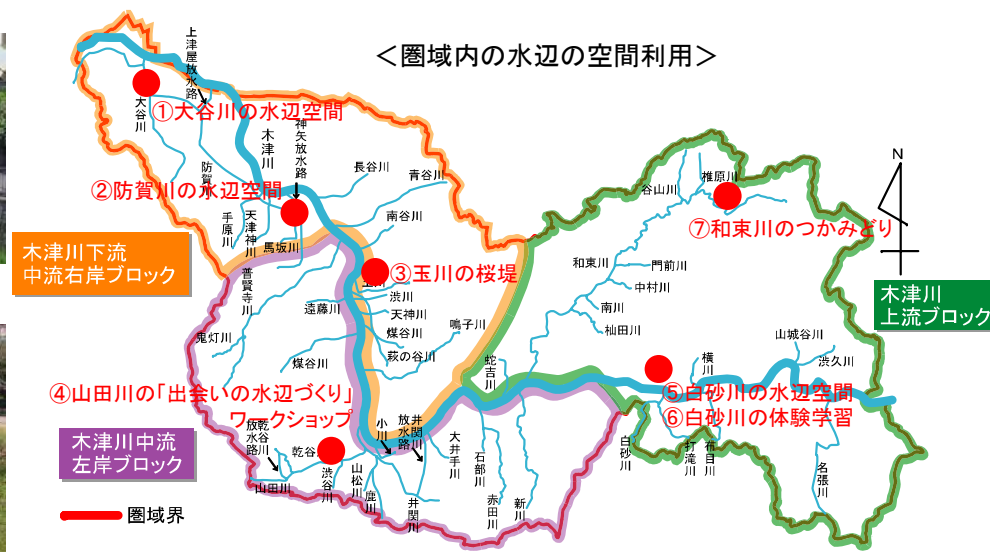 ＜圏域内の水辺の空間利用＞
上津屋放水路
大谷川
①大谷川の水辺空間
木津川
神矢放水路
防賀
②防賀川の水辺空間
長谷川
青谷川
手原川
天津神川
南谷川
馬坂川
木津川下流
中流右岸ブロック
普賢寺川
③玉川の桜堤
渋川
遠藤川
天神川
鬼灯川
煤谷川
鳴子川
萩の谷川
煤谷川
蛇吉川
④山田川の「出会いの水辺づくり」
ワークショップ
木津川中流
左岸ブロック
乾谷川
放水路
乾谷
渋谷川
山松川
鹿川
山田川
小川
井関川
放水路
井関川
大井手川
石部川
赤田川
新川
圏域界
N
谷山川
椎原川
⑦和束川のつかみどり
和束川
門前川
中村川
南川
杣田川
木津川
上流ブロック
山城谷川
渋久川
横川
⑤白砂川の水辺空間
⑥白砂川の体験学習
白砂川
打滝川
布目川
名張川